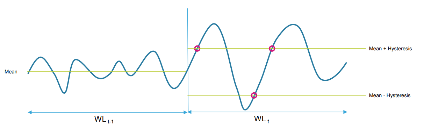 Mean + Hysteresis
Mean
Mean - Hysteresis
WL t-1
WL t